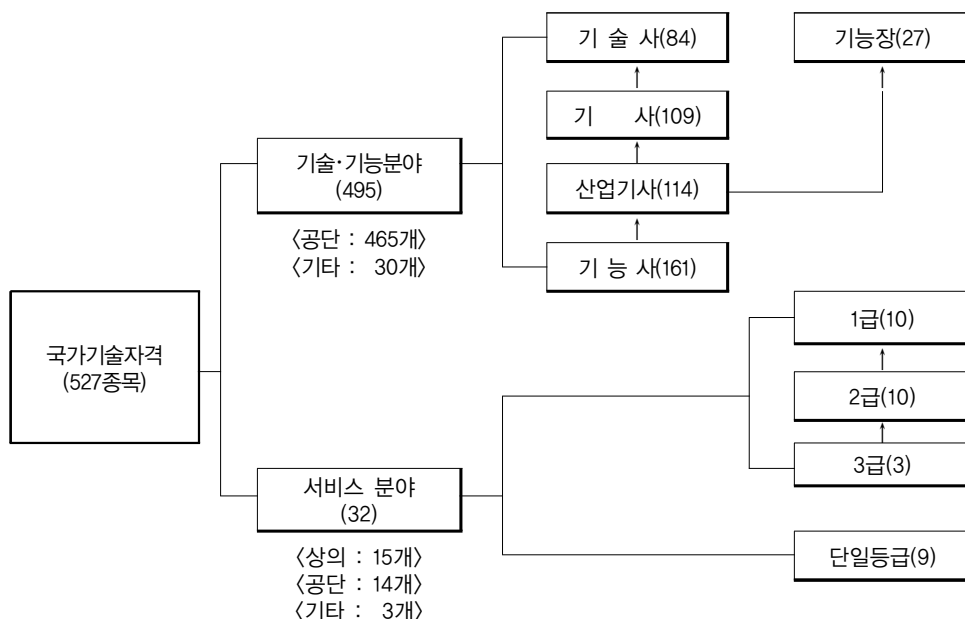 기 술 사(84)
기능장(27)
기 사(109)
기술·기능분야
(495)
산업기사(114)
〈공단 : 465개〉
〈기타 : 30개〉
기 능 사(161)
1급(10)
국가기술자격
(527종목)
2급(10)
3급(3)
서비스 분야
(32)
〈상의 : 15개〉
〈공단 : 14개〉
〈기타 : 3개〉
단일등급(9)